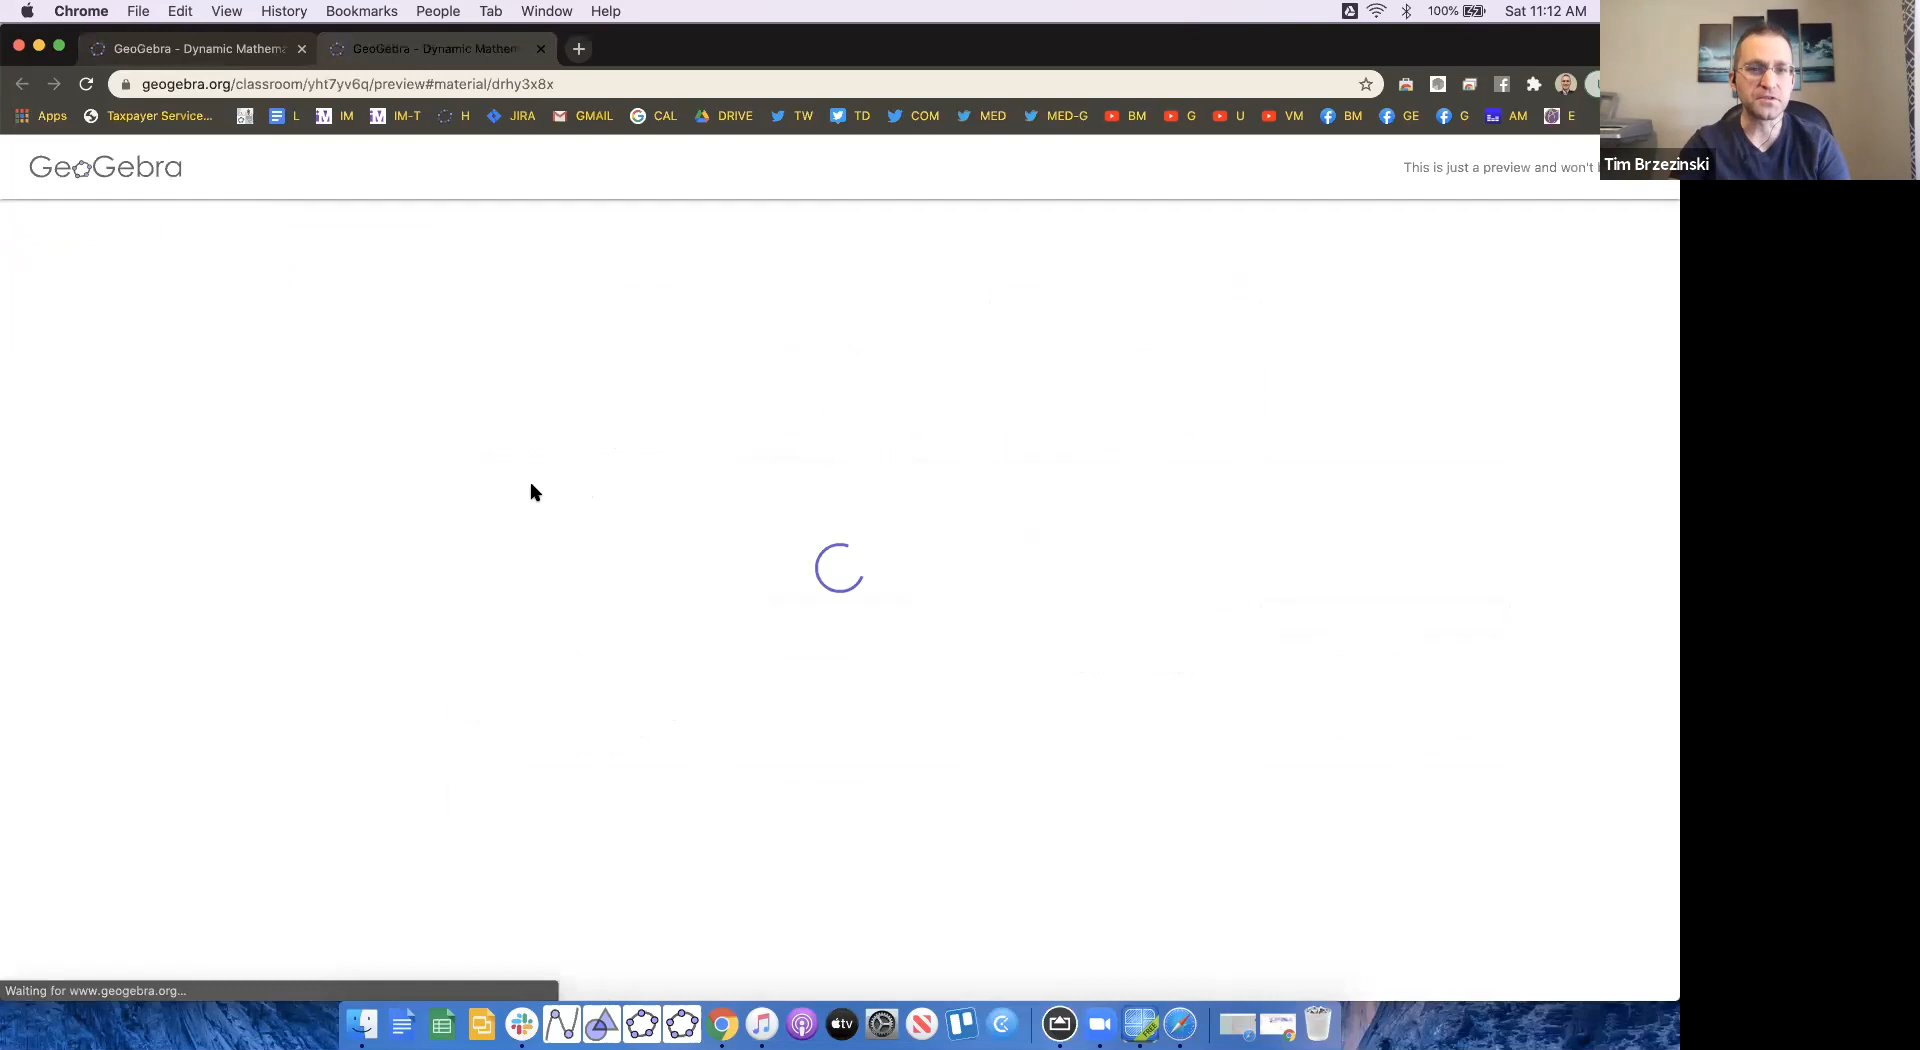 Chrome File Edit View History Bookmarks People Tab Window Help 100% Sat 11:12 AM
GeoGebra - Dynamic Mathema GeoGebra - Dynamic Mathem
geogebra.org/classroom/yht7yv6q/preview#material/drhy3x8x
Apps Taxpayer Service... L IM IM-T H JIRA GMAIL CAL DRIVE TW TD COM MED MED-G BM G U VM BM GE G AM E
GeoGebra
This is just a preview and won't
Tim Brzezinski
Waiting for www.geogebra.org...
tv
FREE